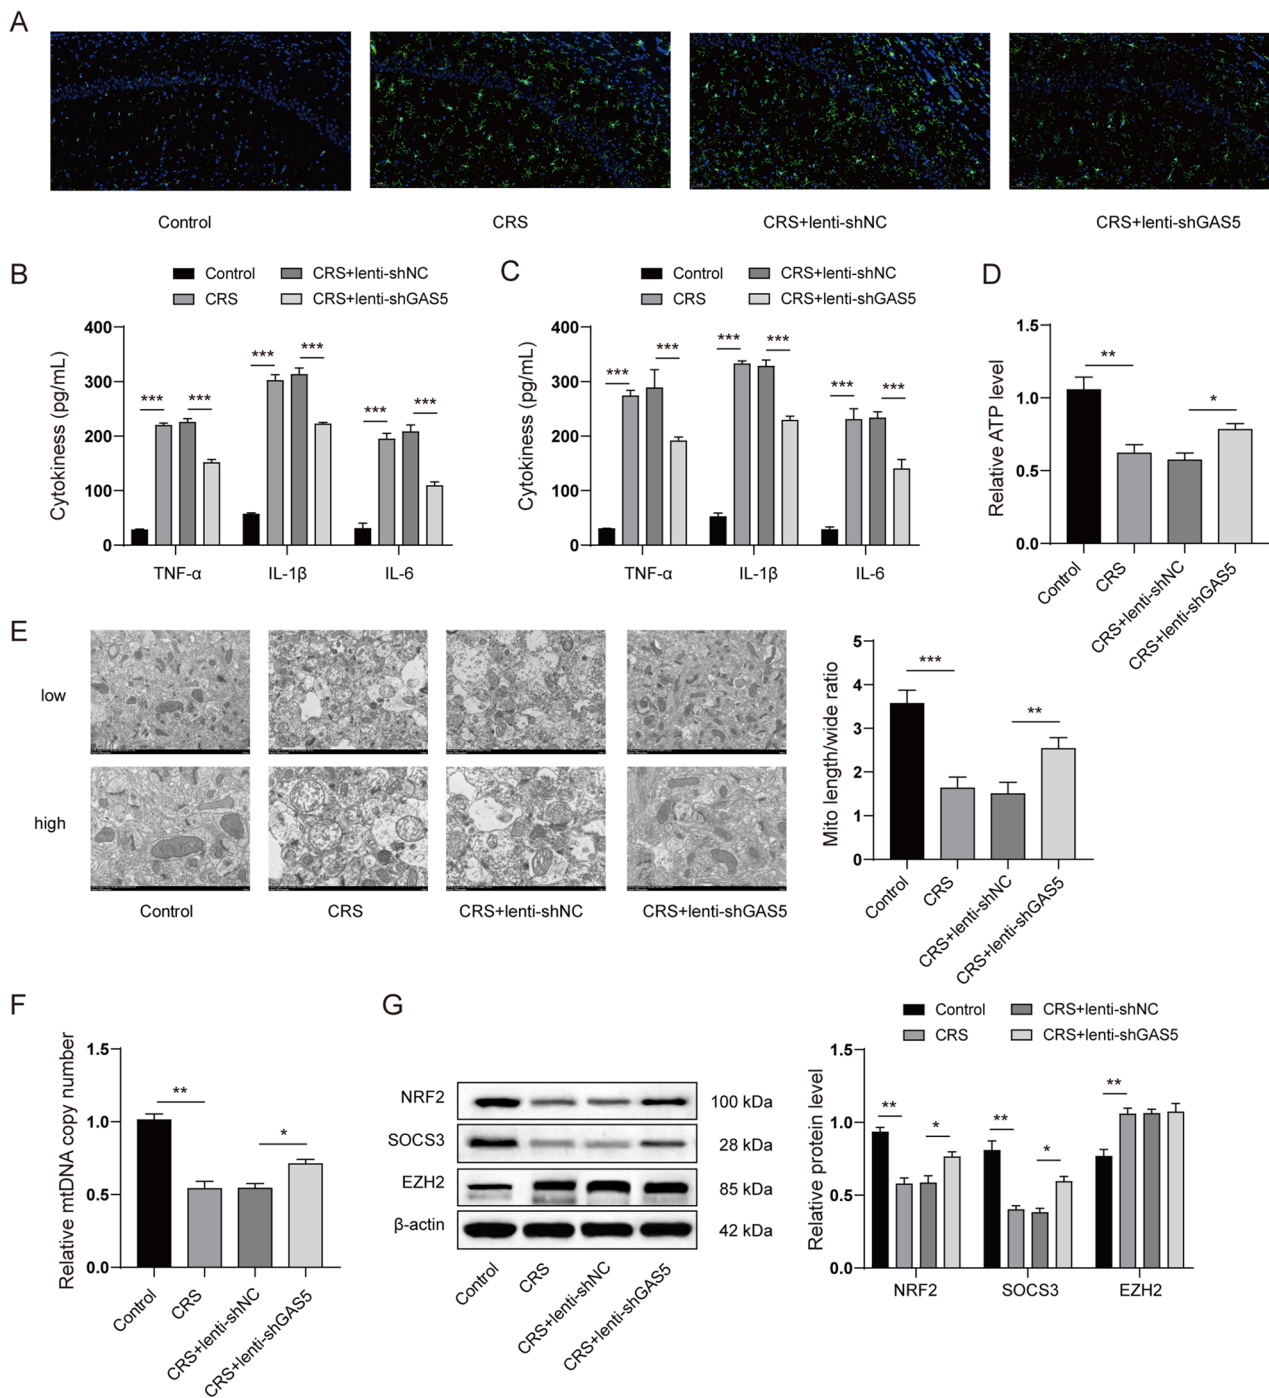 A
Control
CRS
CRS+lenti-shNC
CRS+lenti-shGAS5
B
Control
CRS+lenti-shNC
CRS
CRS+lenti-shGAS5
Cytokiness (pg/mL)
400
300
200
100
0
***
***
***
***
***
***
TNF-α
IL-1β
IL-6
C
Control
CRS+lenti-shNC
CRS
CRS+lenti-shGAS5
Cytokiness (pg/mL)
400
300
200
100
0
***
***
***
***
***
***
TNF-α
IL-1β
IL-6
D
Relative ATP level
1.5
1.0
0.5
0.0
**
*
Control
CRS
CRS+lenti-shNC
CRS+lenti-shGAS5
E
low
high
Control
CRS
CRS+lenti-shNC
CRS+lenti-shGAS5
Mito length/wide ratio
5
4
3
2
1
0
***
**
Control
CRS
CRS+lenti-shNC
CRS+lenti-shGAS5
F
Relative mtDNA copy number
1.5
1.0
0.5
0.0
**
*
Control
CRS
CRS+lenti-shNC
CRS+lenti-shGAS5
G
NRF2
100 kDa
SOCS3
28 kDa
EZH2
85 kDa
β-actin
42 kDa
Control
CRS
CRS+lenti-shNC
CRS+lenti-shGAS5
Control
CRS+lenti-shNC
CRS
CRS+lenti-shGAS5
Relative protein level
1.5
1.0
0.5
0.0
**
*
**
*
**
NRF2
SOCS3
EZH2